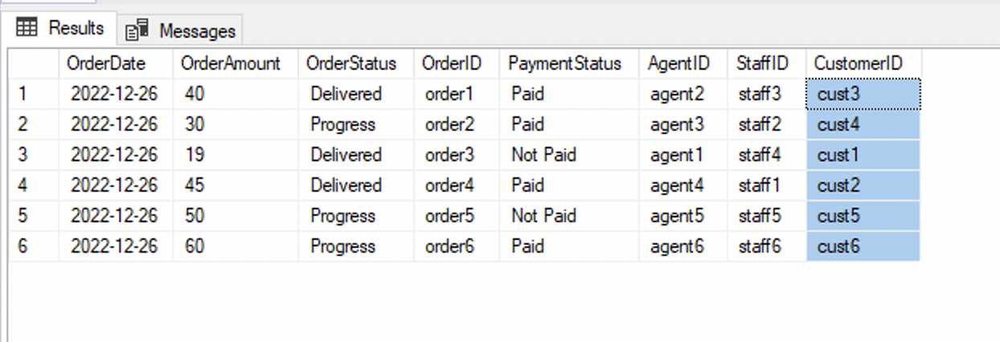 Results Messages
OrderDate OrderAmount OrderStatus OrderID PaymentStatus AgentID StaffID CustomerID
1 2022-12-26 40 Delivered order1 Paid agent2 staff3 cust3
2 2022-12-26 30 Progress order2 Paid agent3 staff2 cust4
3 2022-12-26 19 Delivered order3 Not Paid agent1 staff4 cust1
4 2022-12-26 45 Delivered order4 Paid agent4 staff1 cust2
5 2022-12-26 50 Progress order5 Not Paid agent5 staff5 cust5
6 2022-12-26 60 Progress order6 Paid agent6 staff6 cust6